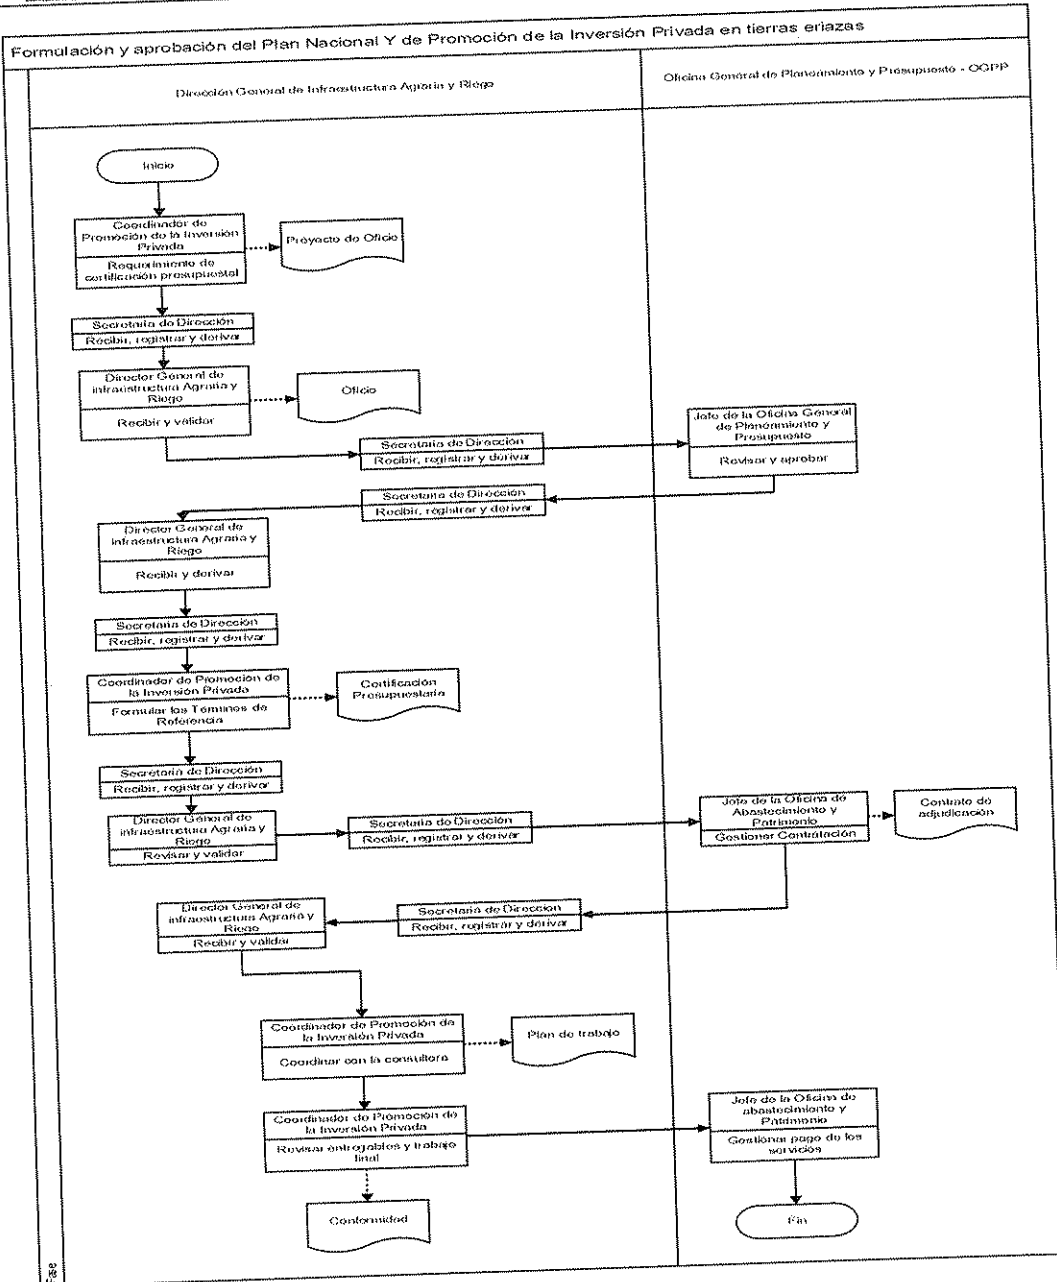 Formulación y aprobación del Plan Nacional Y de Promoción de la Inversión Privada en tierras eriazas
Dirección General de Infraestructura Agraria y Riego
Oficina General de Planeamiento y Presupuesto - OGPP
Inicio
Coordinador de
Promoción de la Inversión
Privada
Requerimiento de
certificación presupuestal
Proyecto de Oficio
Secretaria de Dirección
Recibir, registrar y derivar
Director General de
infraestructura Agraria y
Riego
Recibir y validar
Oficio
Secretaria de Dirección
Recibir, registrar y derivar
Jefe de la Oficina General
de Planeamiento y
Presupuesto
Revisar y aprobar
Secretaria de Dirección
Recibir, registrar y derivar
Director General de
infraestructura Agraria y
Riego
Recibir y derivar
Secretaria de Dirección
Recibir, registrar y derivar
Coordinador de Promoción de
la Inversión Privada
Formular los Términos de
Referencia
Certificación
Presupuestaria
Secretaria de Dirección
Recibir, registrar y derivar
Director General de
infraestructura Agraria y
Riego
Revisar y validar
Secretaria de Dirección
Recibir, registrar y derivar
Jefe de la Oficina de
Abastecimiento y
Patrimonio
Gestionar Contratación
Contrato de
adjudicación
Director General de
infraestructura Agraria y
Riego
Recibir y validar
Secretaria de Dirección
Recibir, registrar y derivar
Coordinador de Promoción de
la Inversión Privada
Coordinar con la consultora
Plan de trabajo
Coordinador de Promoción de
la Inversión Privada
Revisar entregables y trabajo
final
Jefe de la Oficina de
abastecimiento y
Patrimonio
Gestionar pago de los
servicios
Conformidad
Fin
Fase